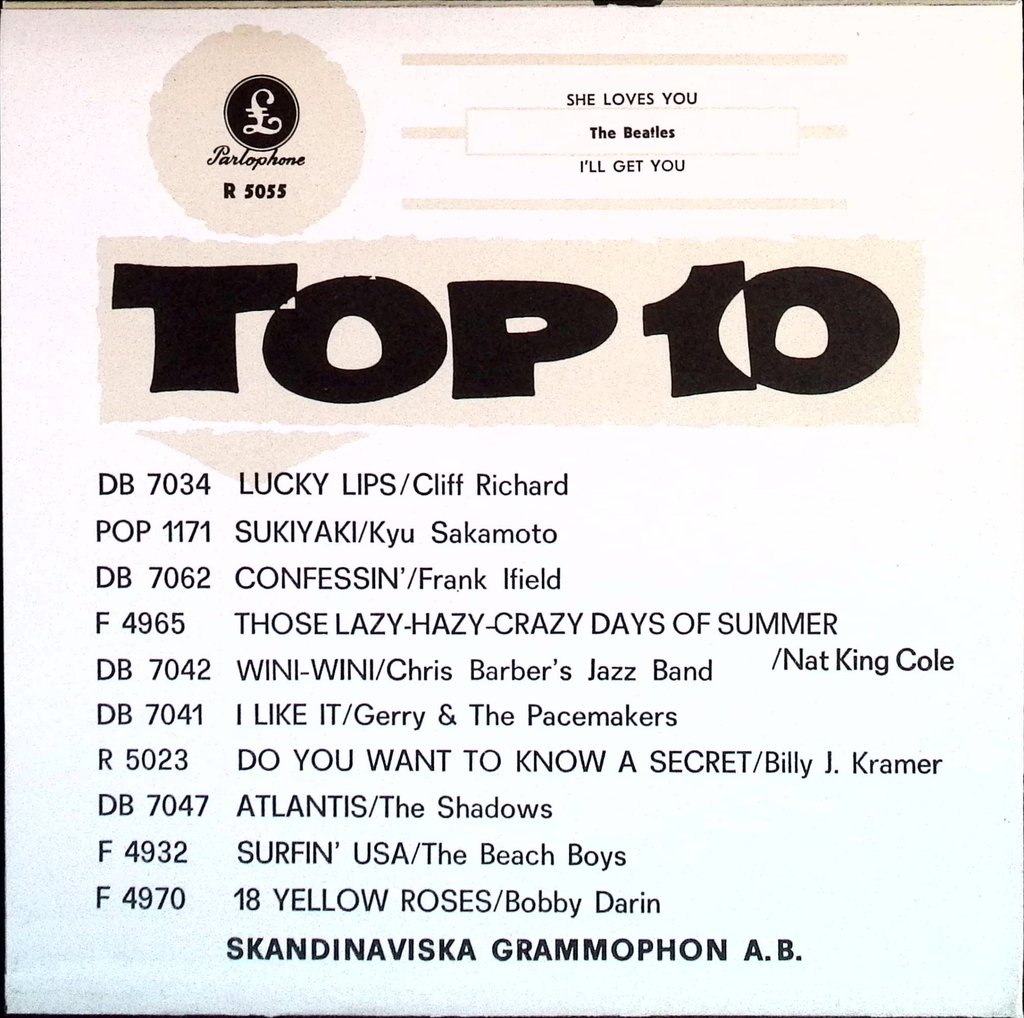 £
Parlophone
R 5055
SHE LOVES YOU
The Beatles
I'LL GET YOU
TOP 10
DB 7034 LUCKY LIPS/Cliff Richard
POP 1171 SUKIYAKI/Kyu Sakamoto
DB 7062 CONFESSIN'/Frank Ifield
F 4965 THOSE LAZY-HAZY-CRAZY DAYS OF SUMMER
/Nat King Cole
DB 7042 WINI-WINI/Chris Barber's Jazz Band
DB 7041 I LIKE IT/Gerry & The Pacemakers
R 5023 DO YOU WANT TO KNOW A SECRET/Billy J. Kramer
DB 7047 ATLANTIS/The Shadows
F 4932 SURFIN' USA/The Beach Boys
F 4970 18 YELLOW ROSES/Bobby Darin
SKANDINAVISKA GRAMMOPHON A.B.